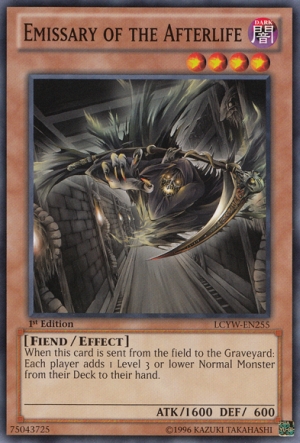 EMISSARY OF THE AFTERLIFE
DARK
闇
1st Edition
LCYW-EN255
[FIEND / EFFECT]
When this card is sent from the field to the Graveyard:
Each player adds 1 Level 3 or lower Normal Monster
from their Deck to their hand.
ATK/1600 DEF/ 600
75043725
©1996 KAZUKI TAKAHASHI